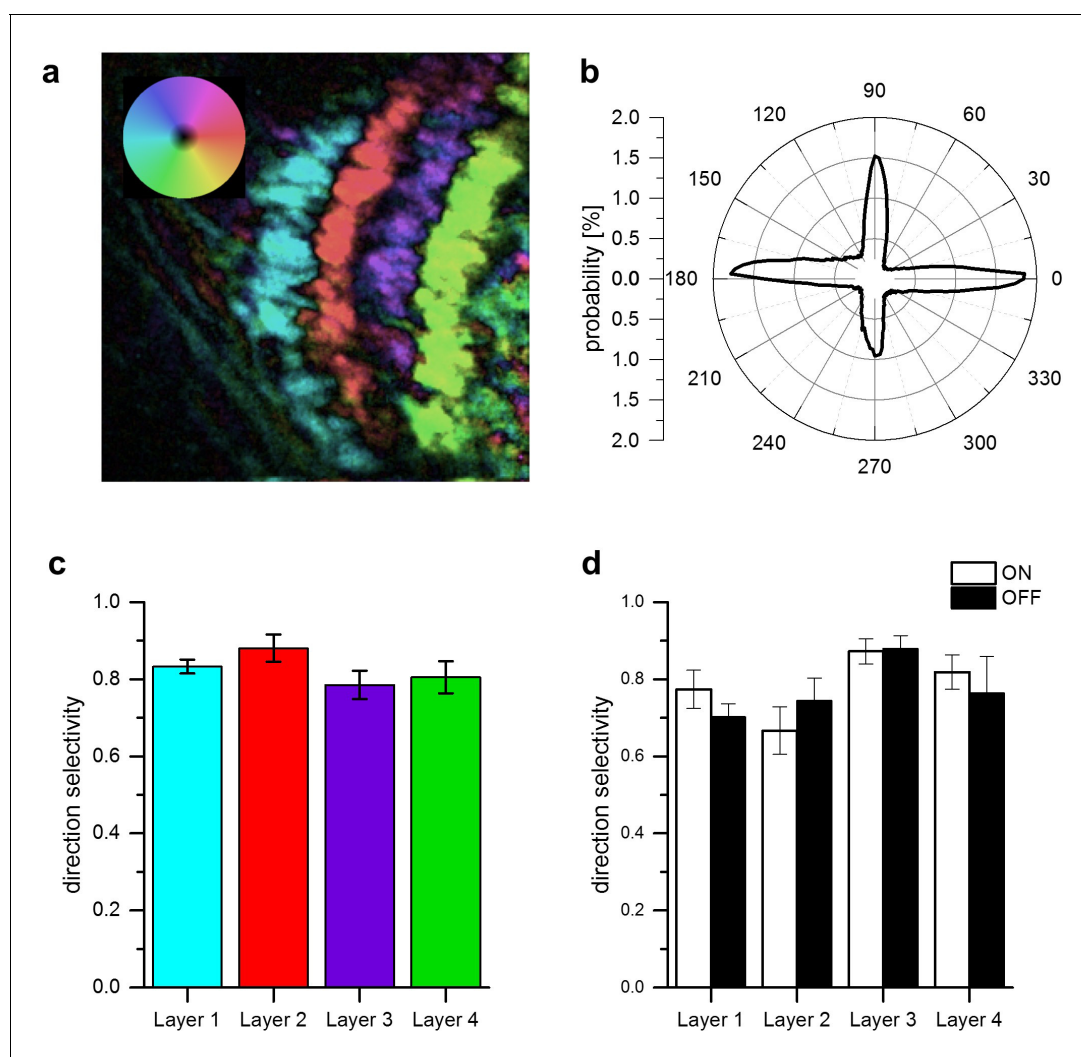 a
b
90
120
60
150
30
180
0
210
330
240
300
270
2.0
1.5
1.0
0.5
0.0
0.5
1.0
1.5
2.0
probability [%]
c
1.0
0.8
0.6
0.4
0.2
0.0
direction selectivity
Layer 1
Layer 2
Layer 3
Layer 4
d
ON
OFF
1.0
0.8
0.6
0.4
0.2
0.0
direction selectivity
Layer 1
Layer 2
Layer 3
Layer 4